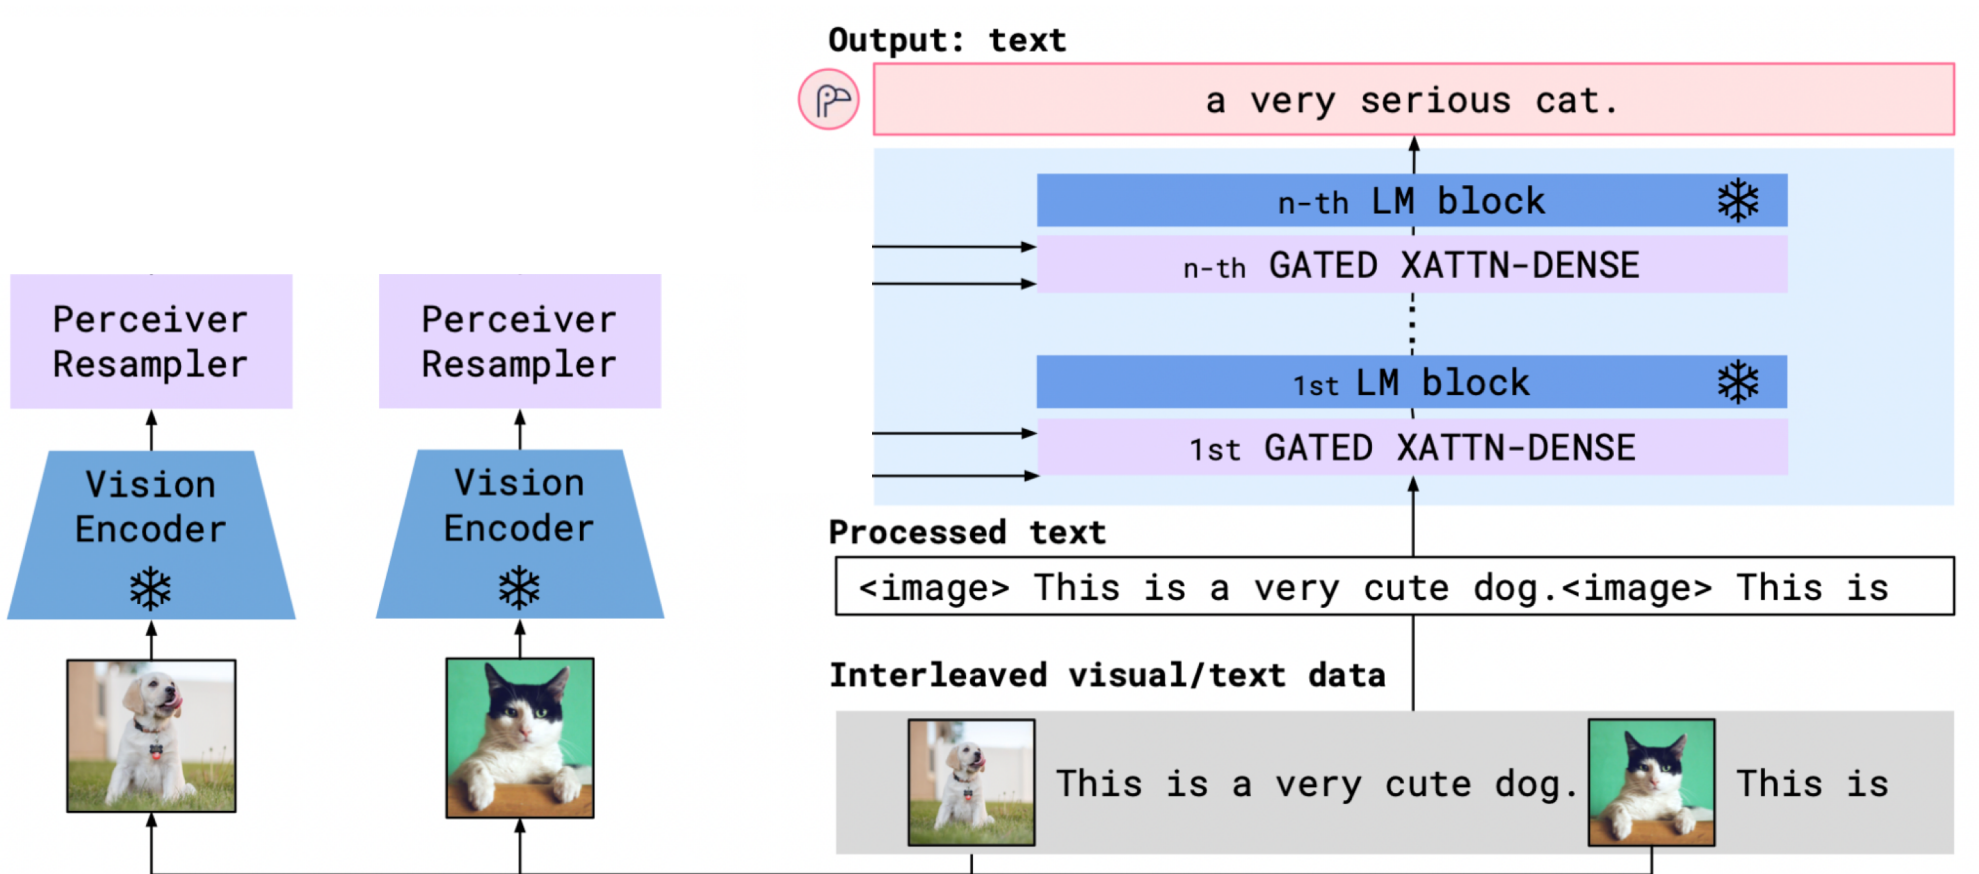 Output: text
a very serious cat.
n-th LM block
n-th GATED XATTN-DENSE
1st LM block
1st GATED XATTN-DENSE
Perceiver
Resampler
Perceiver
Resampler
Vision
Encoder
Vision
Encoder
Processed text
<image> This is a very cute dog.<image> This is
Interleaved visual/text data
This is a very cute dog.
This is